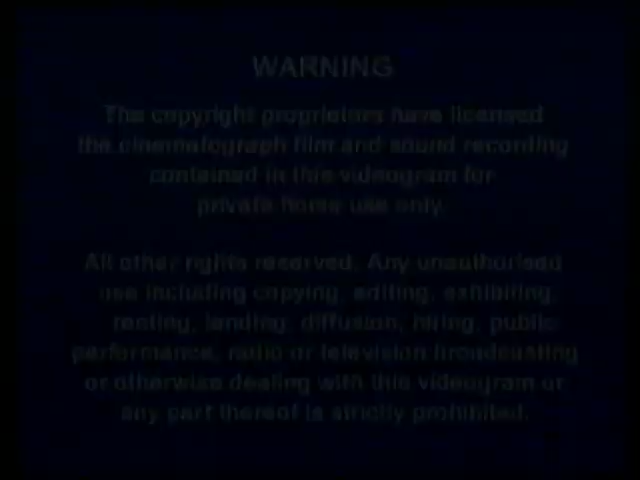 WARNING
The copyright proprietors have licensed
the cinematograph film and sound recording
contained in this videogram for
private home use only.
All other rights reserved. Any unauthorised
use including copying, editing, exhibiting,
renting, lending, diffusion, hiring, public
performance, radio or television broadcasting
or otherwise dealing with this videogram or
any part thereof is strictly prohibited.